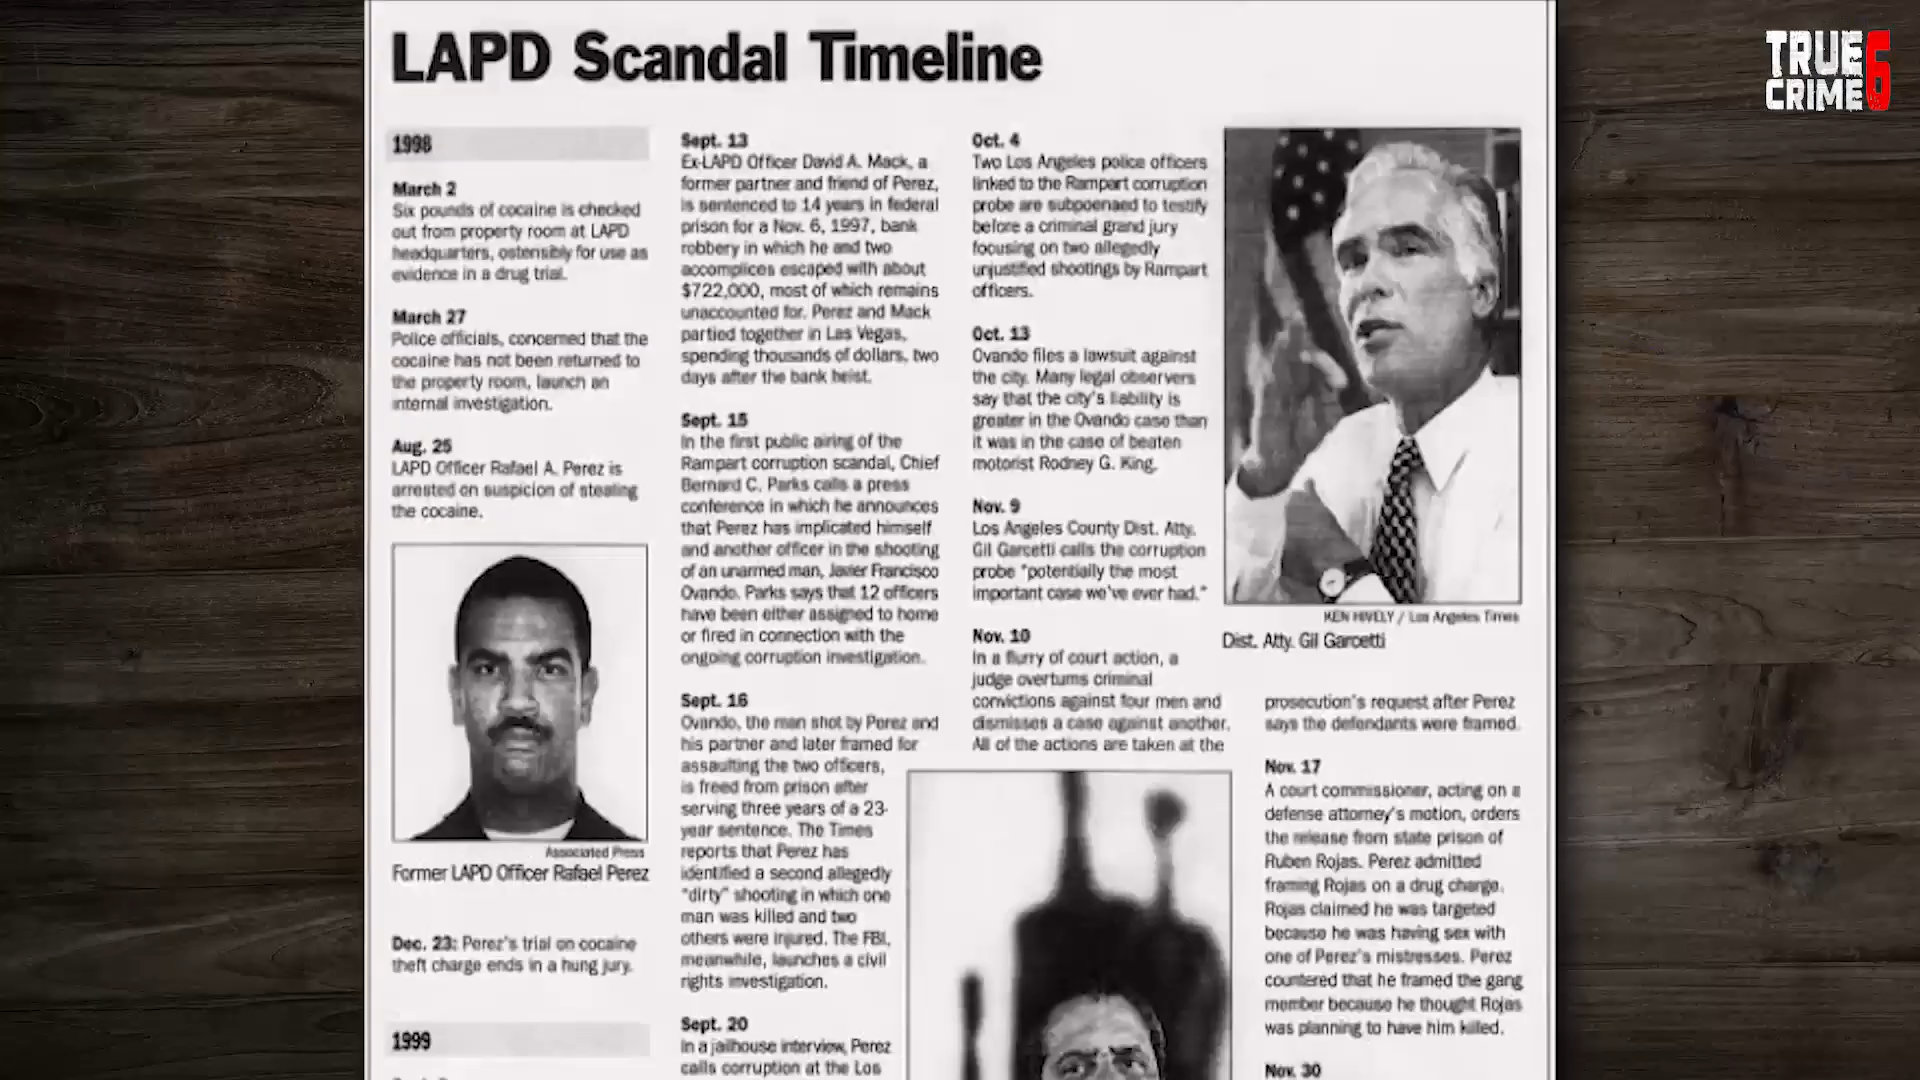 LAPD Scandal Timeline
TRUE
CRIME 6
1998
March 2
Six pounds of cocaine is checked
out from property room at LAPD
headquarters, ostensibly for use as
evidence in a drug trial.
March 27
Police officials, concerned that the
cocaine has not been returned to
the property room, launch an
internal investigation.
Aug. 25
LAPD Officer Rafael A. Perez is
arrested on suspicion of stealing
the cocaine.
Associated Press
Former LAPD Officer Rafael Perez
Dec. 23: Perez's trial on cocaine
theft charge ends in a hung jury.
1999
Sept. 13
Ex-LAPD Officer David A. Mack, a
former partner and friend of Perez,
is sentenced to 14 years in federal
prison for a Nov. 6, 1997, bank
robbery in which he and two
accomplices escaped with about
$722,000, most of which remains
unaccounted for. Perez and Mack
partied together in Las Vegas,
spending thousands of dollars, two
days after the bank heist.
Sept. 15
In the first public airing of the
Rampart corruption scandal, Chief
Bernard C. Parks calls a press
conference in which he announces
that Perez has implicated himself
and another officer in the shooting
of an unarmed man, Javier Francisco
Ovando. Parks says that 12 officers
have been either assigned to home
or fired in connection with the
ongoing corruption investigation.
Sept. 16
Ovando, the man shot by Perez and
his partner and later framed for
assaulting the two officers,
is freed from prison after
serving three years of a 23-
year sentence. The Times
reports that Perez has
identified a second allegedly
"dirty" shooting in which one
man was killed and two
others were injured. The FBI,
meanwhile, launches a civil
rights investigation.
Sept. 20
In a jailhouse interview, Perez
calls corruption at the Los
Oct. 4
Two Los Angeles police officers
linked to the Rampart corruption
probe are subpoenaed to testify
before a criminal grand jury
focusing on two allegedly
unjustified shootings by Rampart
officers.
Oct. 13
Ovando files a lawsuit against
the city. Many legal observers
say that the city's liability is
greater in the Ovando case than
it was in the case of beaten
motorist Rodney G. King.
Nov. 9
Los Angeles County Dist. Atty.
Gil Garcetti calls the corruption
probe "potentially the most
important case we've ever had."
Nov. 10
In a flurry of court action, a
judge overturns criminal
convictions against four men and
dismisses a case against another.
All of the actions are taken at the
KEN HIVELY / Los Angeles Times
Dist. Atty. Gil Garcetti
prosecution's request after Perez
says the defendants were framed.
Nov. 17
A court commissioner, acting on a
defense attorney's motion, orders
the release from state prison of
Ruben Rojas. Perez admitted
framing Rojas on a drug charge.
Rojas claimed he was targeted
because he was having sex with
one of Perez's mistresses. Perez
countered that he framed the gang
member because he thought Rojas
was planning to have him killed.
Nov. 30